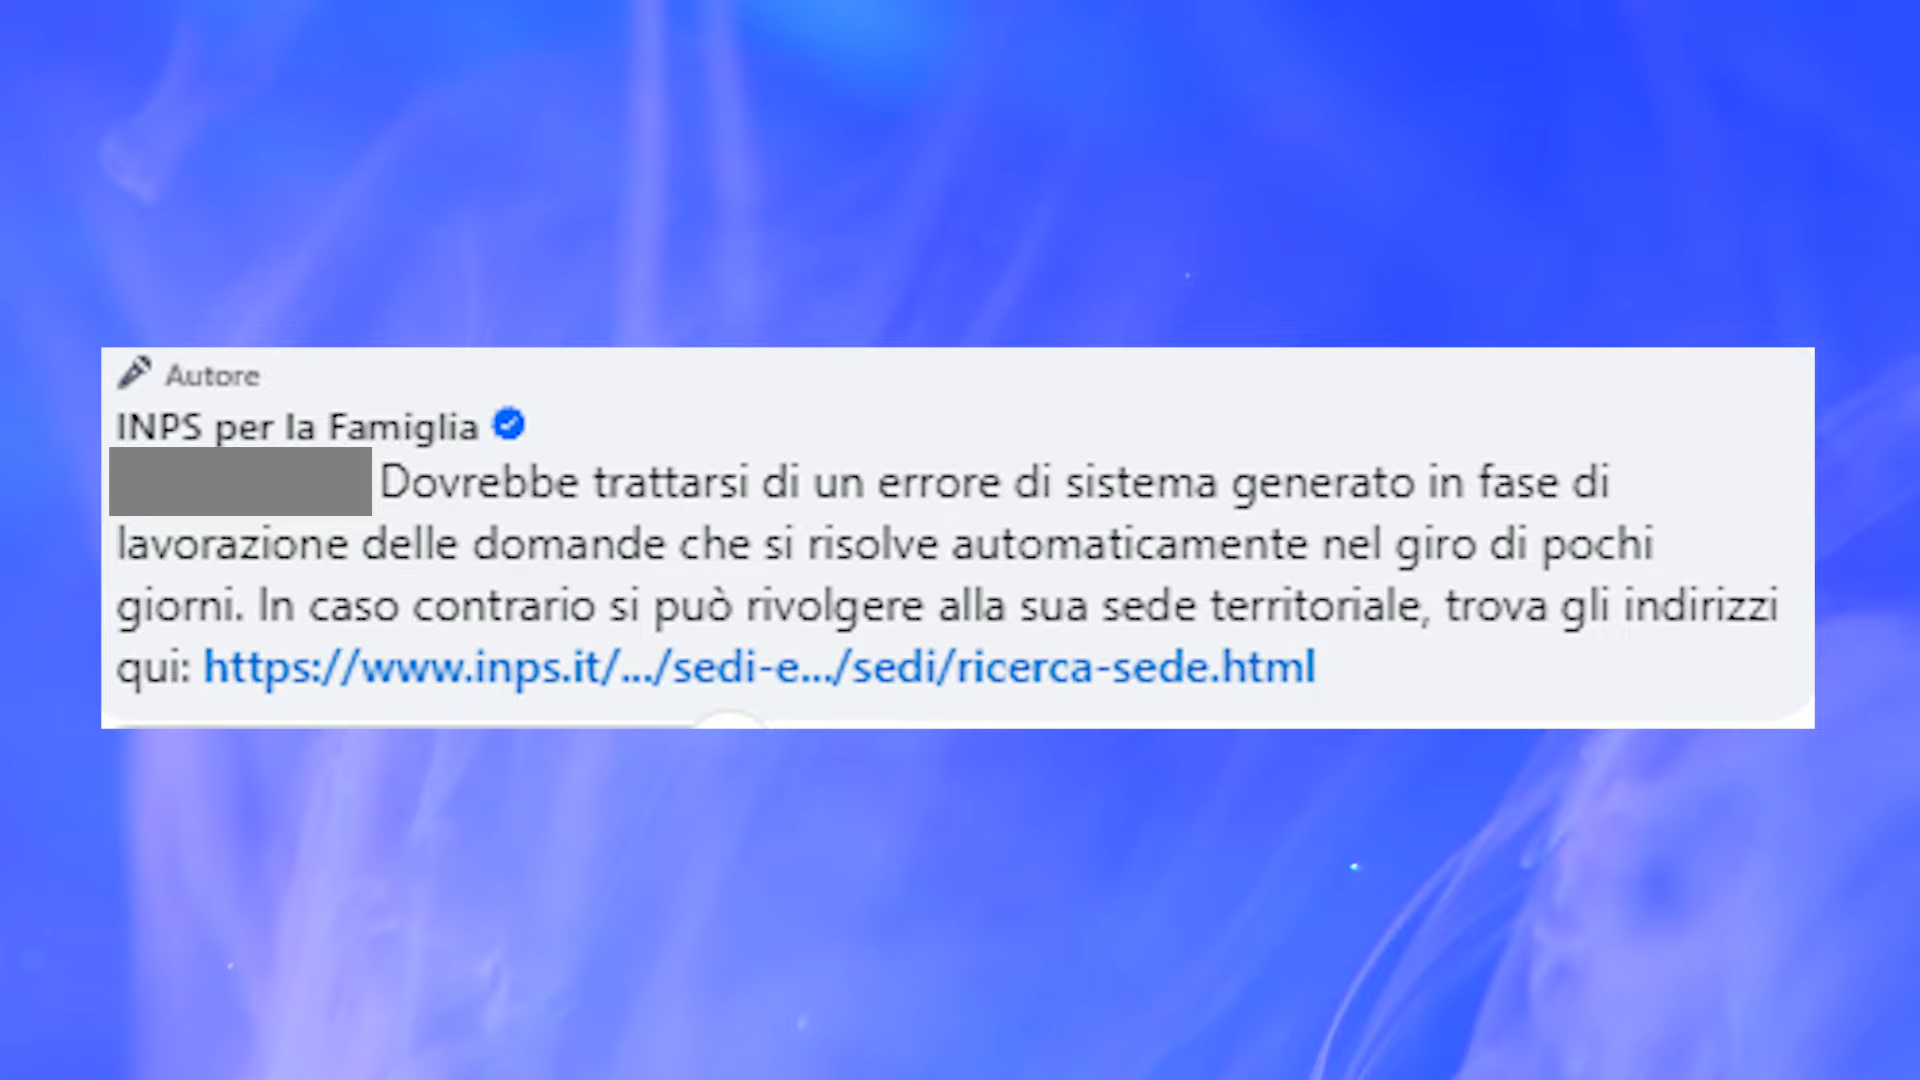 Autore
INPS per la Famiglia
Dovrebbe trattarsi di un errore di sistema generato in fase di
lavorazione delle domande che si risolve automaticamente nel giro di pochi
giorni. In caso contrario si può rivolgere alla sua sede territoriale, trova gli indirizzi
qui: https://www.inps.it/.../sedi-e.../sedi/ricerca-sede.html